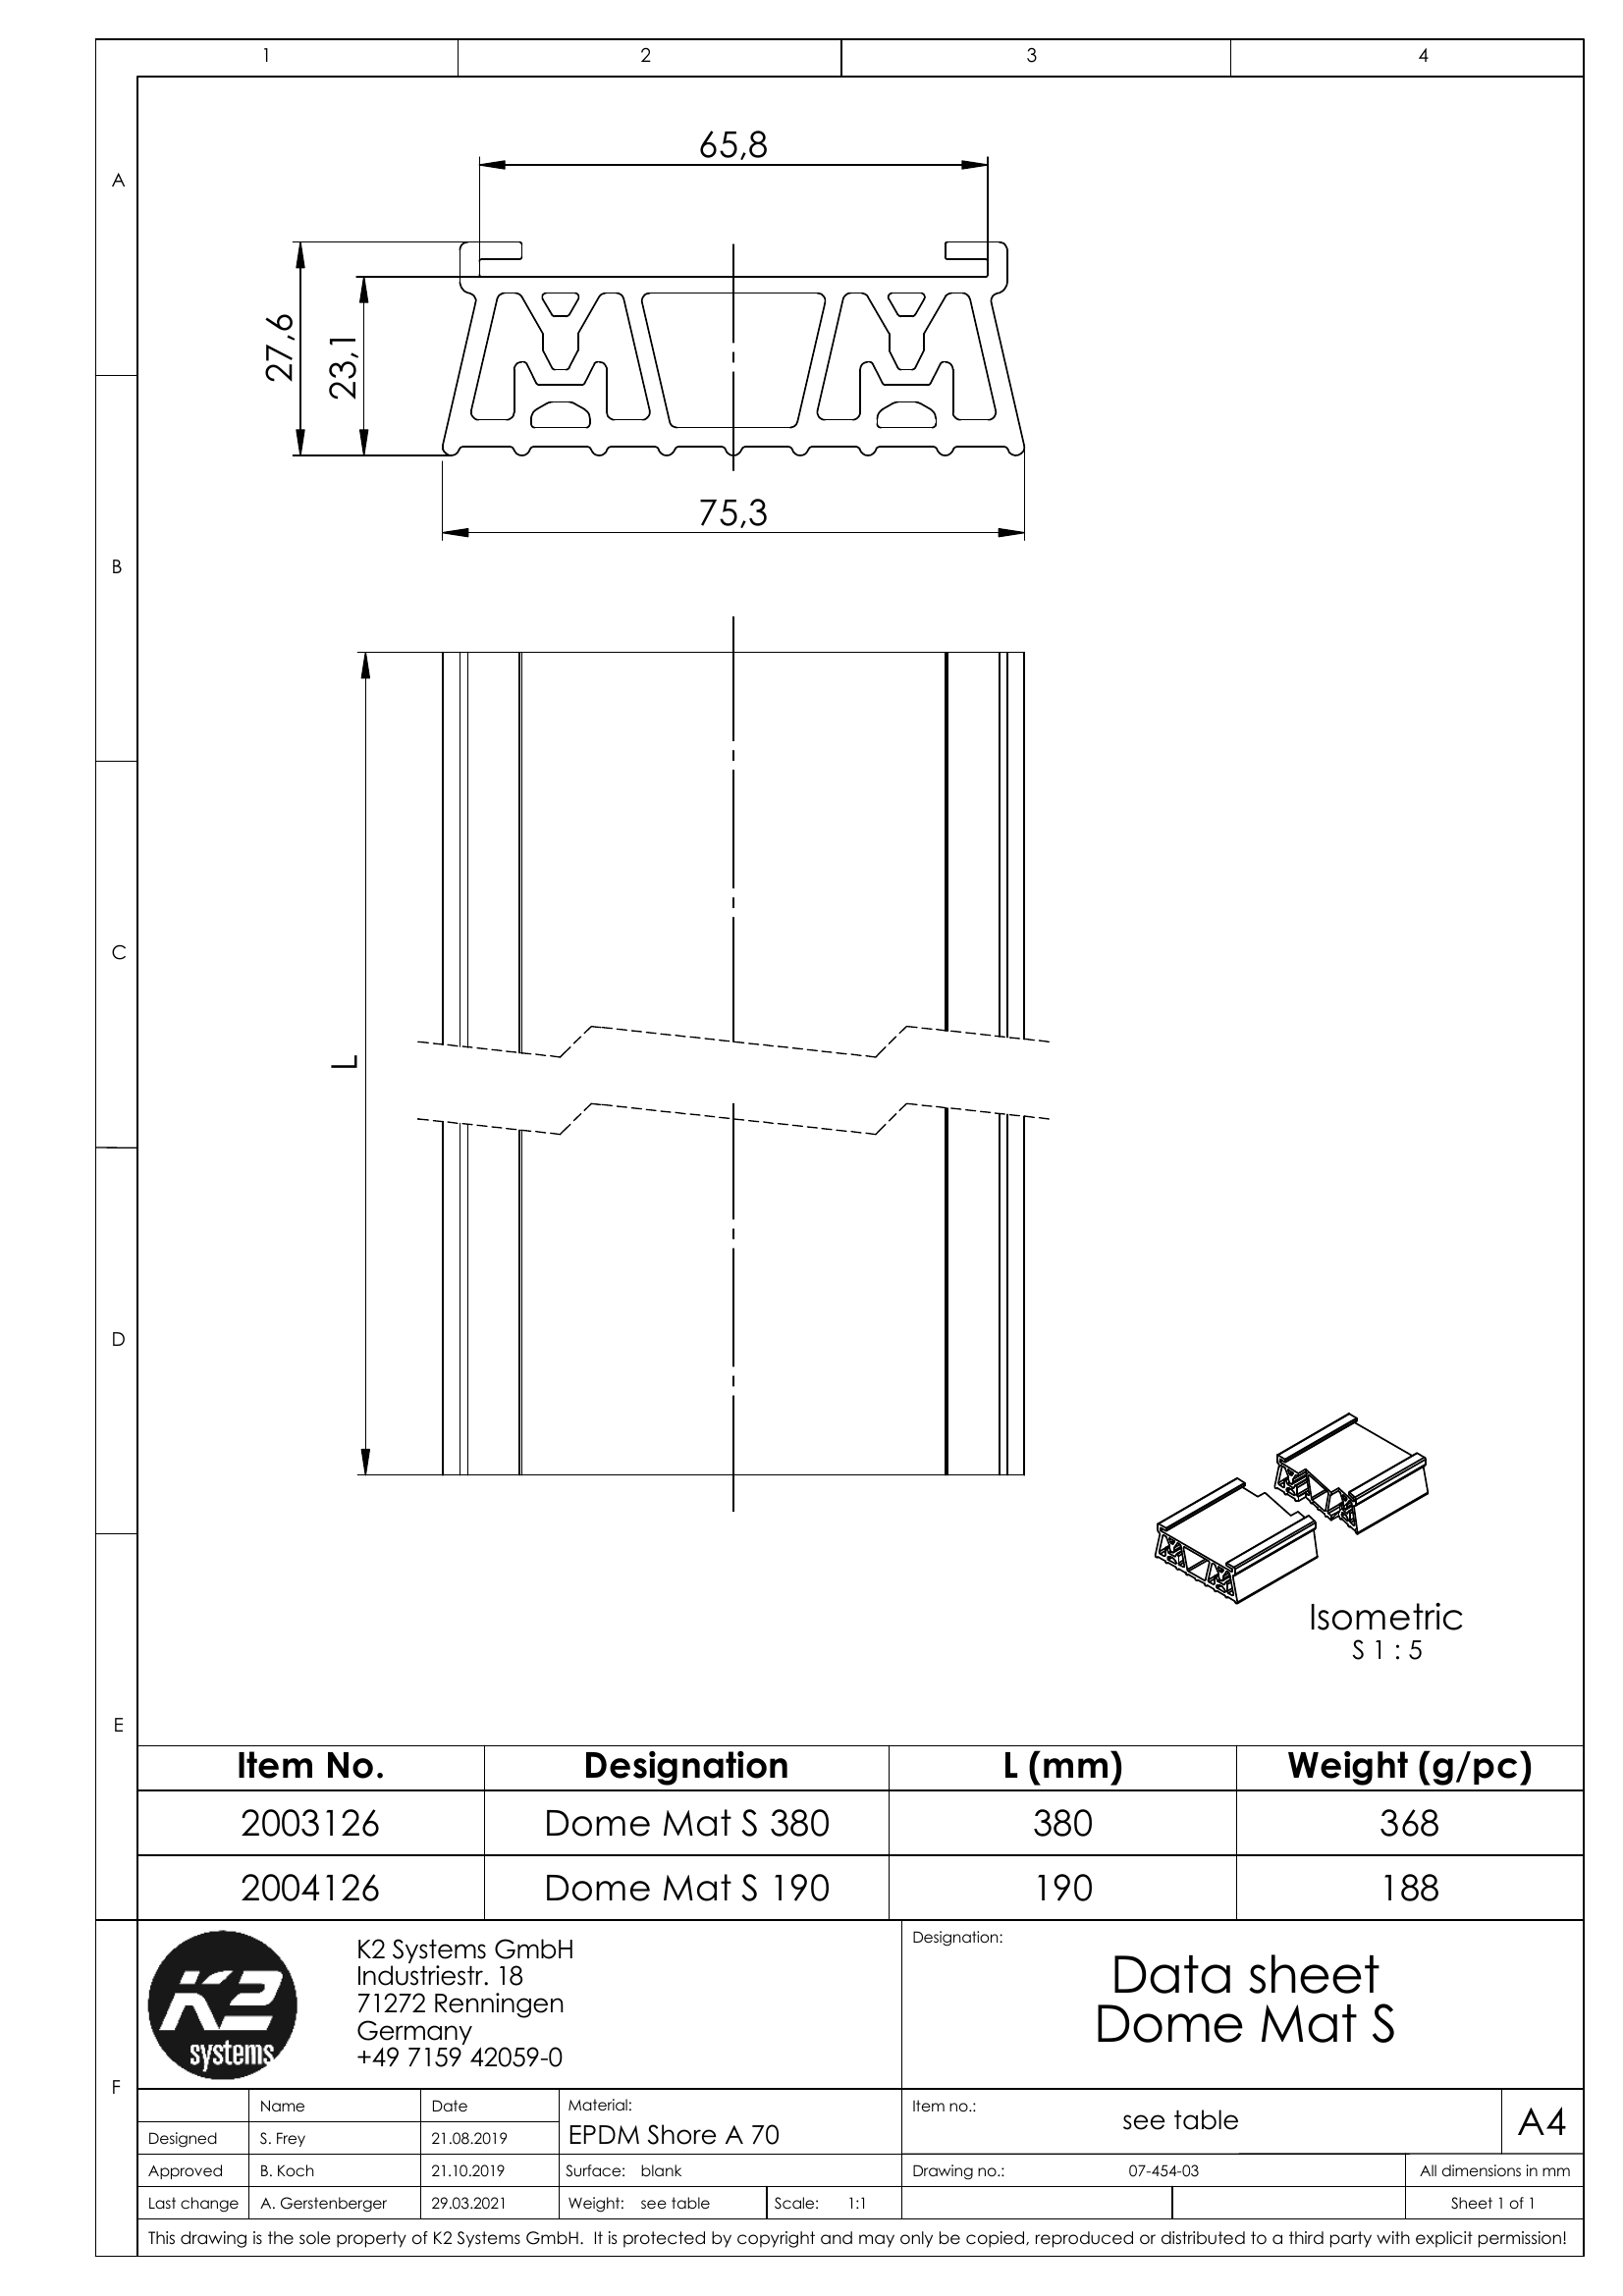 1 2 3 4
A
65,8
27,6
23,1
75,3
B
C
L
D
Isometric
S 1 : 5
E
Item No. Designation L (mm) Weight (g/pc)
2003126 Dome Mat S 380 380 368
2004126 Dome Mat S 190 190 188
F
K2 systems
K2 Systems GmbH
Industriestr. 18
71272 Renningen
Germany
+49 7159 42059-0
Designation:
Data sheet
Dome Mat S
Name Date Material: Item no.: see table A4
Designed S. Frey 21.08.2019 EPDM Shore A 70
Approved B. Koch 21.10.2019 Surface: blank Drawing no.: 07-454-03 All dimensions in mm
Last change A. Gerstenberger 29.03.2021 Weight: see table Scale: 1:1 Sheet 1 of 1
This drawing is the sole property of K2 Systems GmbH. It is protected by copyright and may only be copied, reproduced or distributed to a third party with explicit permission!